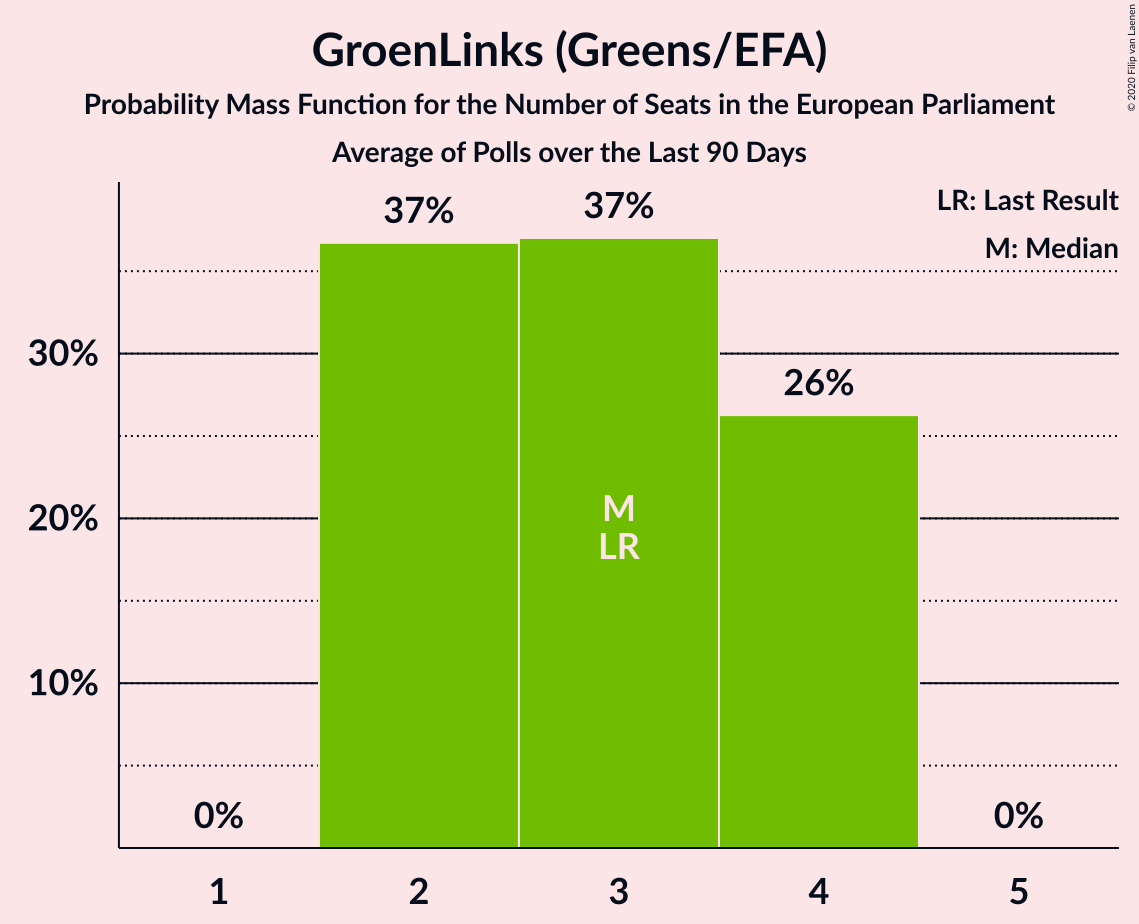 GroenLinks (Greens/EFA)
Probability Mass Function for the Number of Seats in the European Parliament
Average of Polls over the Last 90 Days
© 2020 Filip van Laenen
LR: Last Result
M: Median
37%
37%
30%
26%
20%
M
LR
10%
0%
0%
1
2
3
4
5